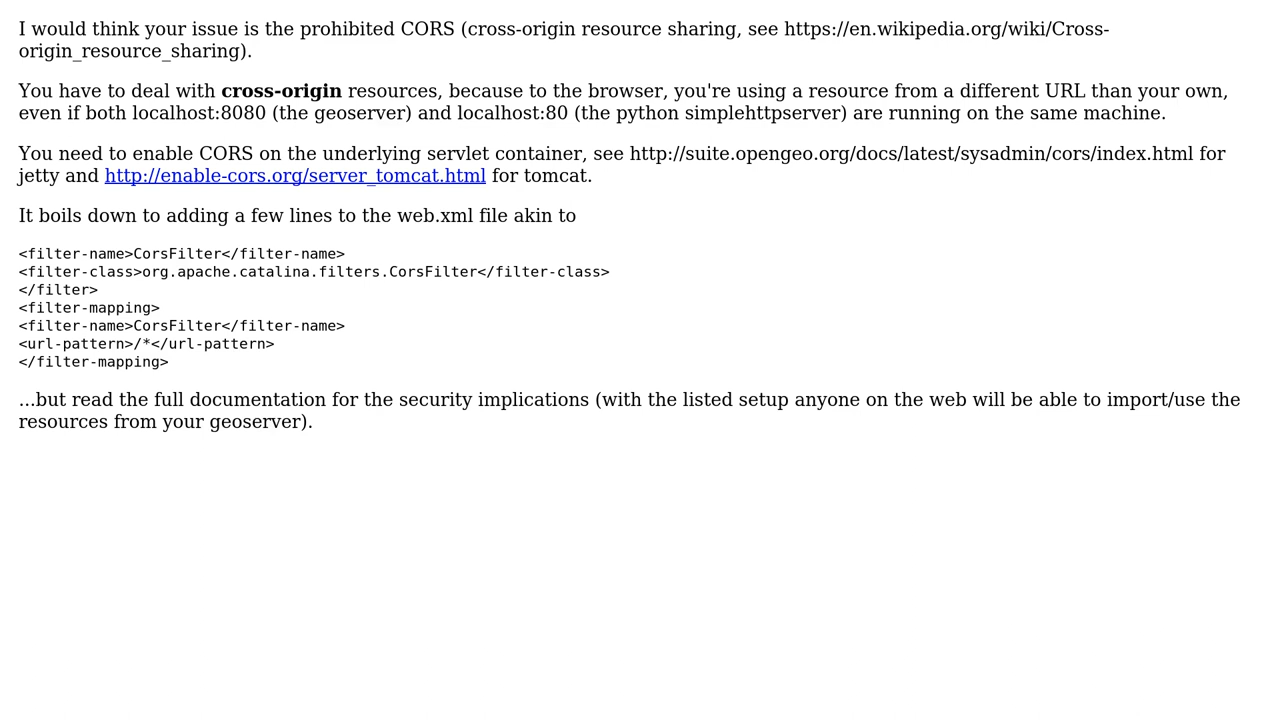 I would think your issue is the prohibited CORS (cross-origin resource sharing, see https://en.wikipedia.org/wiki/Cross-
origin_resource_sharing).
You have to deal with cross-origin resources, because to the browser, you're using a resource from a different URL than your own,
even if both localhost:8080 (the geoserver) and localhost:80 (the python simplehttpserver) are running on the same machine.
You need to enable CORS on the underlying servlet container, see http://suite.opengeo.org/docs/latest/sysadmin/cors/index.html for
jetty and http://enable-cors.org/server_tomcat.html for tomcat.
It boils down to adding a few lines to the web.xml file akin to
<filter-name>CorsFilter</filter-name>
<filter-class>org.apache.catalina.filters.CorsFilter</filter-class>
</filter>
<filter-mapping>
<filter-name>CorsFilter</filter-name>
<url-pattern>/*</url-pattern>
</filter-mapping>
...but read the full documentation for the security implications (with the listed setup anyone on the web will be able to import/use the
resources from your geoserver).